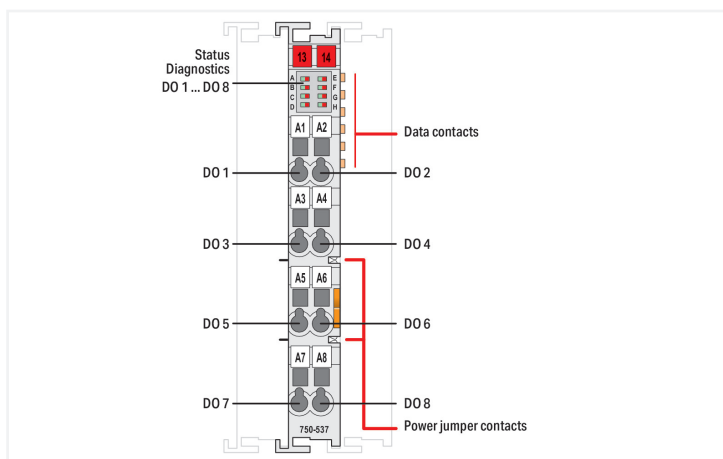 Status
Diagnostics
DO 1 ... DO 8
13 14
A E
B F
C G
D H
Data contacts
A1 A2
DO 1 DO 2
A3 A4
DO 3 DO 4
A5 A6
DO 5 DO 6
A7 A8
DO 7 DO 8
Power jumper contacts
750-537